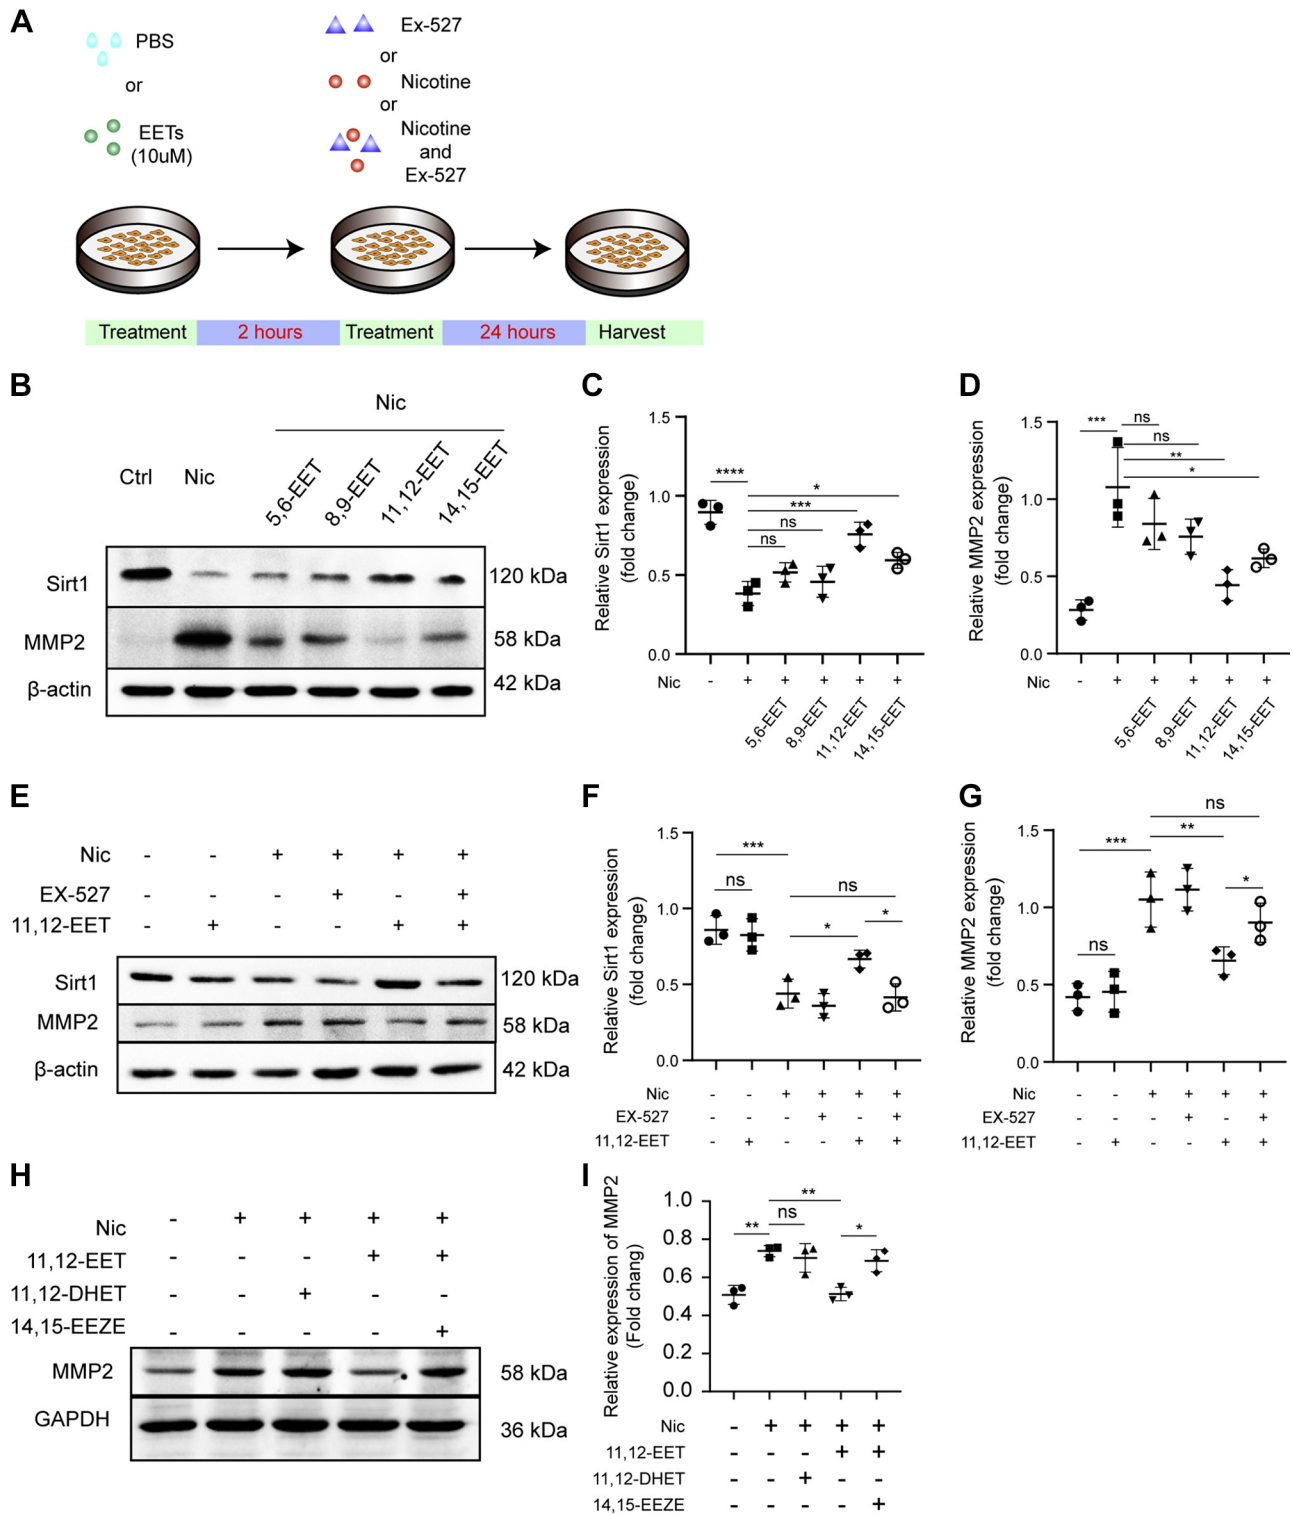 A
PBS
or
EETs
(10uM)
Ex-527
or
Nicotine
or
Nicotine
and
Ex-527
Treatment 2 hours Treatment 24 hours Harvest
B
Nic
Ctrl Nic 5,6-EET 8,9-EET 11,12-EET 14,15-EET
Sirt1 120 kDa
MMP2 58 kDa
β-actin 42 kDa
C
Relative Sirt1 expression
(fold change)
1.5
1.0
0.5
0.0
****
ns
ns
***
*
Nic - + + + + +
5,6-EET 8,9-EET 11,12-EET 14,15-EET
D
Relative MMP2 expression
(fold change)
1.5
1.0
0.5
0.0
***
ns
ns
**
*
Nic - + + + + +
5,6-EET 8,9-EET 11,12-EET 14,15-EET
E
Nic - - + + + +
EX-527 - - - + - +
11,12-EET - + - - + +
Sirt1 120 kDa
MMP2 58 kDa
β-actin 42 kDa
F
Relative Sirt1 expression
(fold change)
1.5
1.0
0.5
0.0
***
ns
ns
*
*
Nic - - + + + +
EX-527 - - - + - +
11,12-EET - + - - + +
G
Relative MMP2 expression
(fold change)
1.5
1.0
0.5
0.0
ns
***
**
*
ns
Nic - - + + + +
EX-527 - - - + - +
11,12-EET - + - - + +
H
Nic - + + + +
11,12-EET - - - + +
11,12-DHET - - + - -
14,15-EEZE - - - - +
MMP2 58 kDa
GAPDH 36 kDa
I
Relative expression of MMP2
(Fold chang)
1.0
0.8
0.6
0.4
0.2
0.0
**
**
ns
*
Nic - + + + +
11,12-EET - - - + +
11,12-DHET - - + - -
14,15-EEZE - - - - +